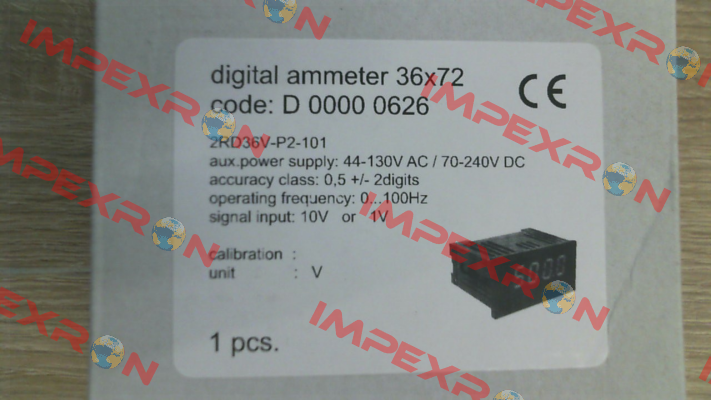 digital ammeter 36x72
code: D 0000 0626
CE
2RD36V-P2-101
aux.power supply: 44-130V AC / 70-240V DC
accuracy class: 0,5 +/- 2digits
operating frequency: 0...100Hz
signal input: 10V or 1V
calibration :
unit : V
1 pcs.
IMPEXRON
IMPEXRON
IMPEXRON
IMPEXRON
IMPEXRON
IMPEXRON